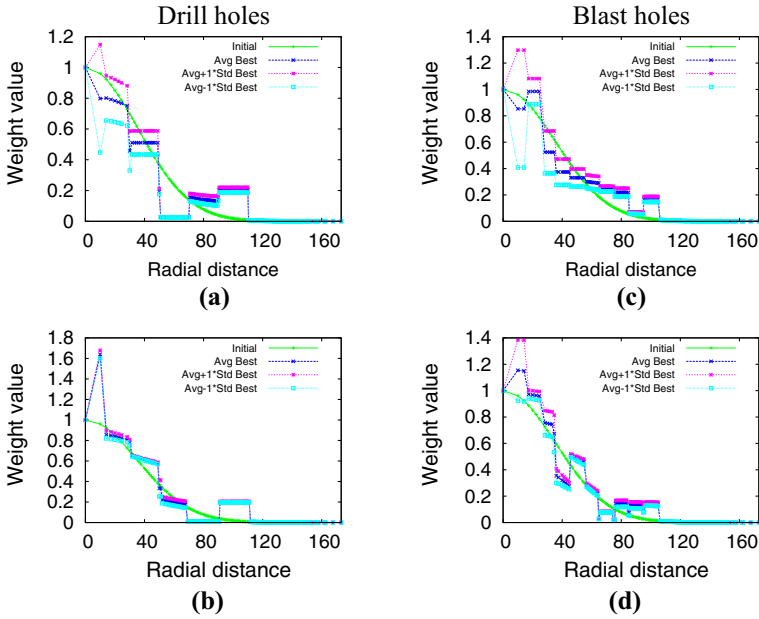 Drill holes
Blast holes
Weight value
1.2
1
0.8
0.6
0.4
0.2
0
Initial
Avg Best
Avg+1*Std Best
Avg-1*Std Best
0 40 80 120 160
Radial distance
(a)
Weight value
1.4
1.2
1
0.8
0.6
0.4
0.2
0
Initial
Avg Best
Avg+1*Std Best
Avg-1*Std Best
0 40 80 120 160
Radial distance
(c)
Weight value
1.8
1.6
1.4
1.2
1
0.8
0.6
0.4
0.2
0
Initial
Avg Best
Avg+1*Std Best
Avg-1*Std Best
0 40 80 120 160
Radial distance
(b)
Weight value
1.4
1.2
1
0.8
0.6
0.4
0.2
0
Initial
Avg Best
Avg+1*Std Best
Avg-1*Std Best
0 40 80 120 160
Radial distance
(d)